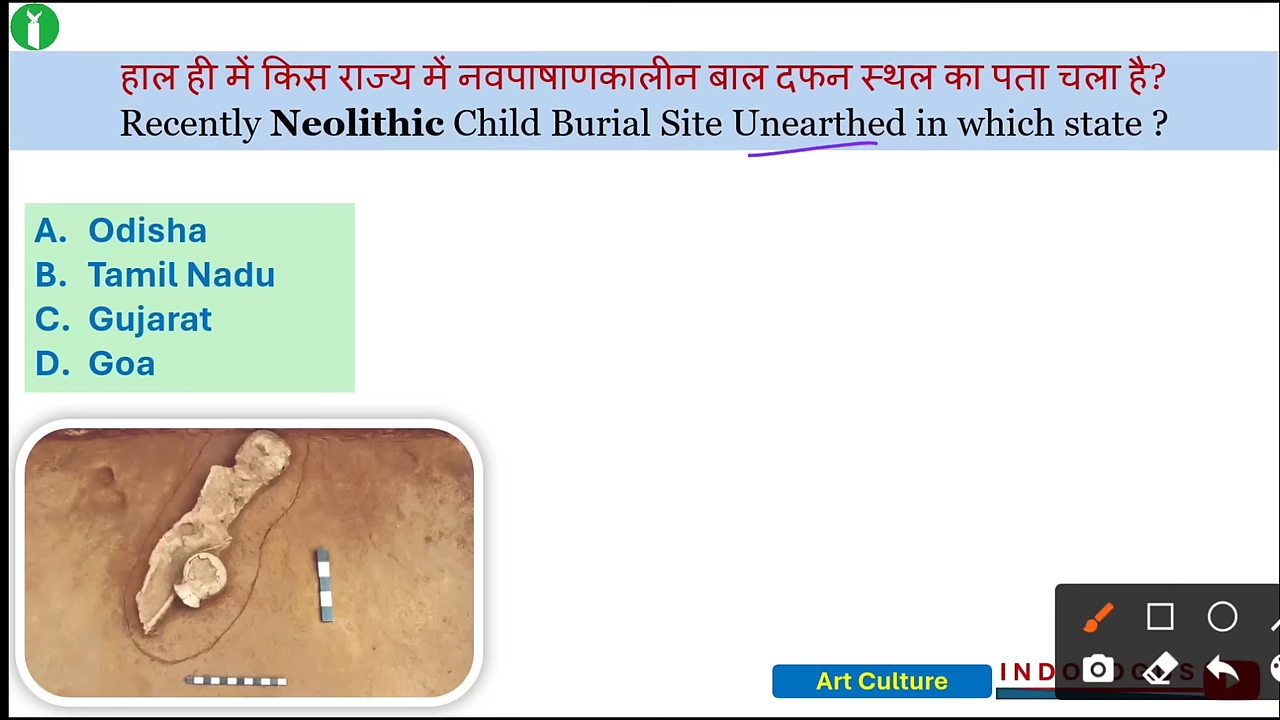 हाल ही में किस राज्य में नवपाषाणकालीन बाल दफन स्थल का पता चला है?
Recently Neolithic Child Burial Site Unearthed in which state ?
A. Odisha
B. Tamil Nadu
C. Gujarat
D. Goa
Art Culture